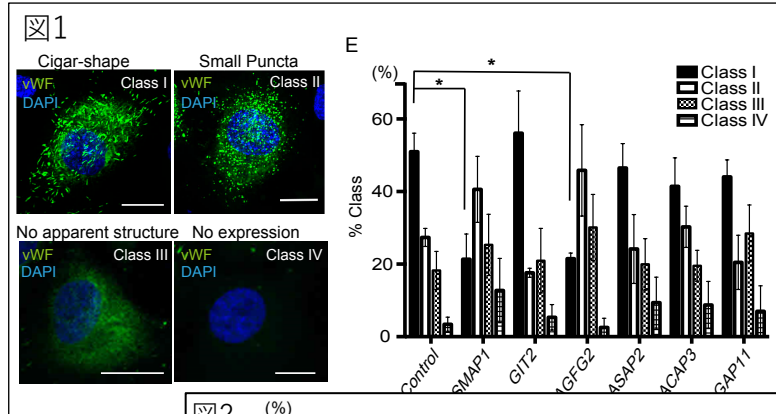 図1
Cigar-shape
vWF
DAPI
Class I
Small Puncta
vWF
DAPI
Class II
No apparent structure
vWF
DAPI
Class III
No expression
vWF
DAPI
Class IV
E
(%)
% Class
60
40
20
0
*
*
Class I
Class II
Class III
Class IV
Control
SMAP1
GIT2
AGFG2
ASAP2
ACAP3
GAP11
図2
(%)